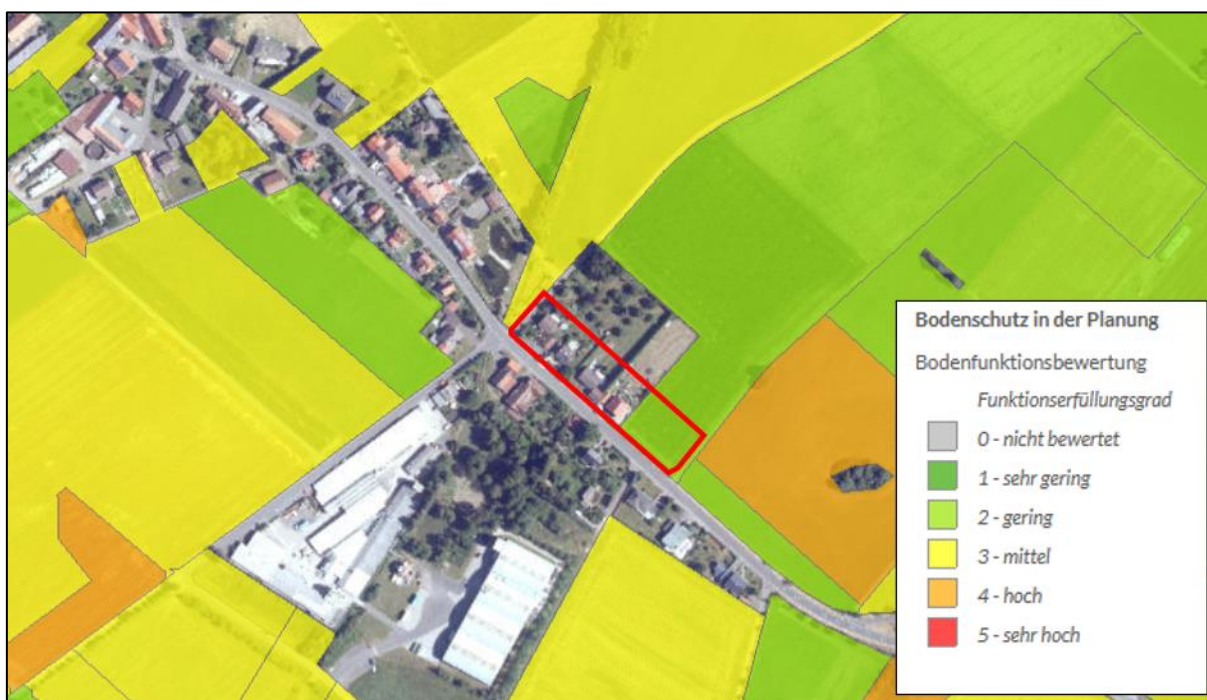 Bodenschutz in der Planung
Bodenfunktionsbewertung
Funktionserfüllungsgrad
0 - nicht bewertet
1 - sehr gering
2 - gering
3 - mittel
4 - hoch
5 - sehr hoch